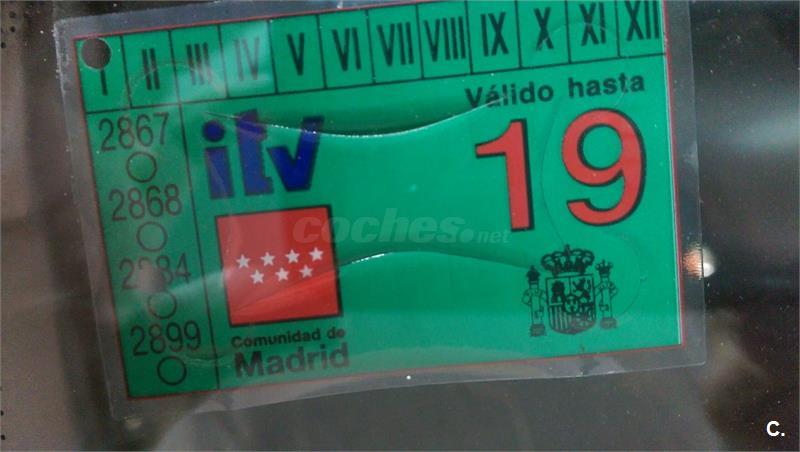 I II III IV V VI VII VIII IX X XI XII
Válido hasta
19
2867
2868
2884
2899
itv
Comunidad de
Madrid
coches.net
C.